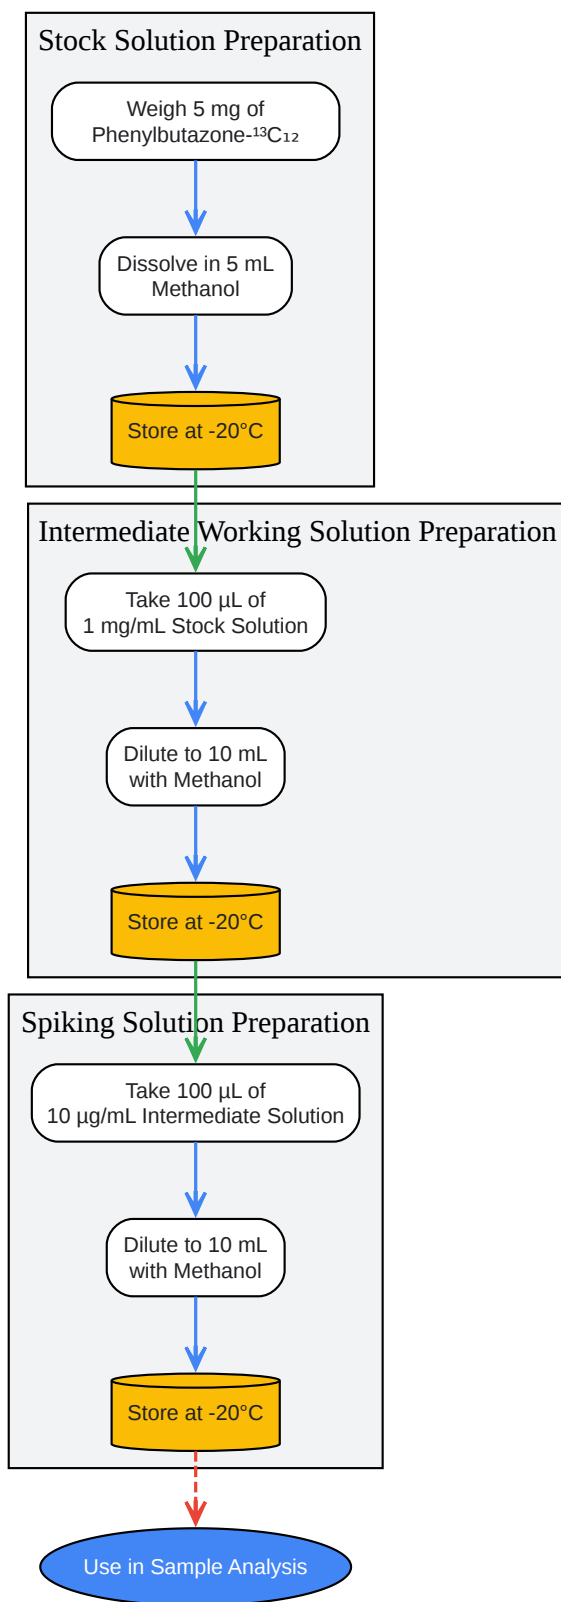 Stock Solution Preparation
Weigh 5 mg of
Phenylbutazone-¹³C₁₂
Dissolve in 5 mL
Methanol
Store at -20°C
Intermediate Working Solution Preparation
Take 100 µL of
1 mg/mL Stock Solution
Dilute to 10 mL
with Methanol
Store at -20°C
Spiking Solution Preparation
Take 100 µL of
10 µg/mL Intermediate Solution
Dilute to 10 mL
with Methanol
Store at -20°C
Use in Sample Analysis